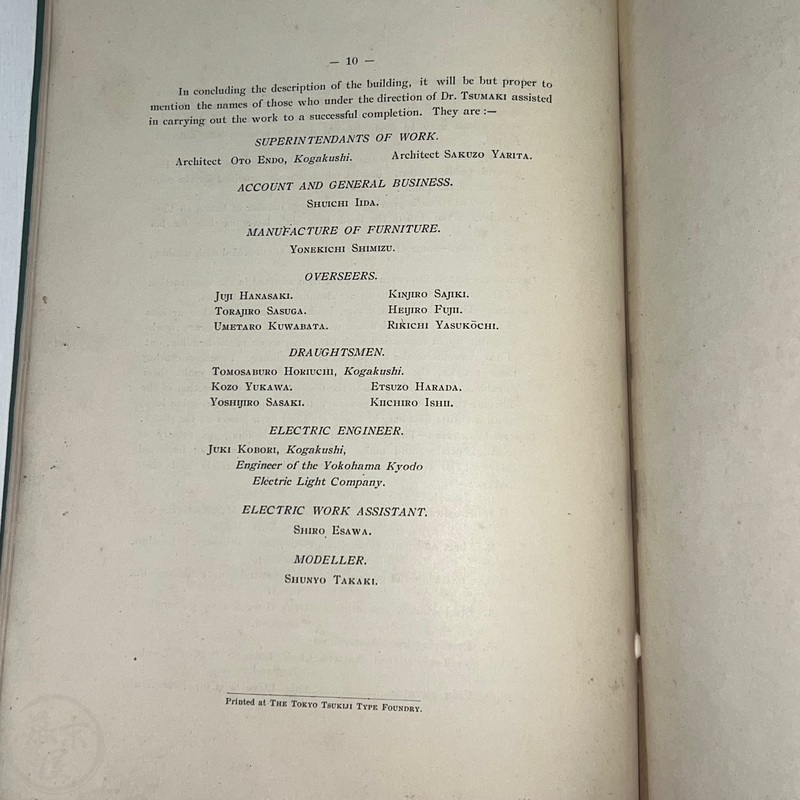 — 10 —
In concluding the description of the building, it will be but proper to
mention the names of those who under the direction of Dr. TSUMAKI assisted
in carrying out the work to a successful completion. They are :—
SUPERINTENDANTS OF WORK.
Architect OTO ENDO, Kogakushi. Architect SAKUZO YARITA.
ACCOUNT AND GENERAL BUSINESS.
SHUICHI IIDA.
MANUFACTURE OF FURNITURE.
YONEKICHI SHIMIZU.
OVERSEERS.
JUJI HANASAKI. KINJIRO SAJIKI.
TORAJIRO SASUGA. HEIJIRO FUJII.
UMETARO KUWABATA. RIKICHI YASUKŌCHI.
DRAUGHTSMEN.
TOMOSABURO HORIUCHI, Kogakushi.
KOZO YUKAWA. ETSUZO HARADA.
YOSHIJIRO SASAKI. KIICHIRO ISHII.
ELECTRIC ENGINEER.
JUKI KOBORI, Kogakushi,
Engineer of the Yokohama Kyodo
Electric Light Company.
ELECTRIC WORK ASSISTANT.
SHIRO ESAWA.
MODELLER.
SHUNYO TAKAKI.
Printed at THE TOKYO TSUKIJI TYPE FOUNDRY.